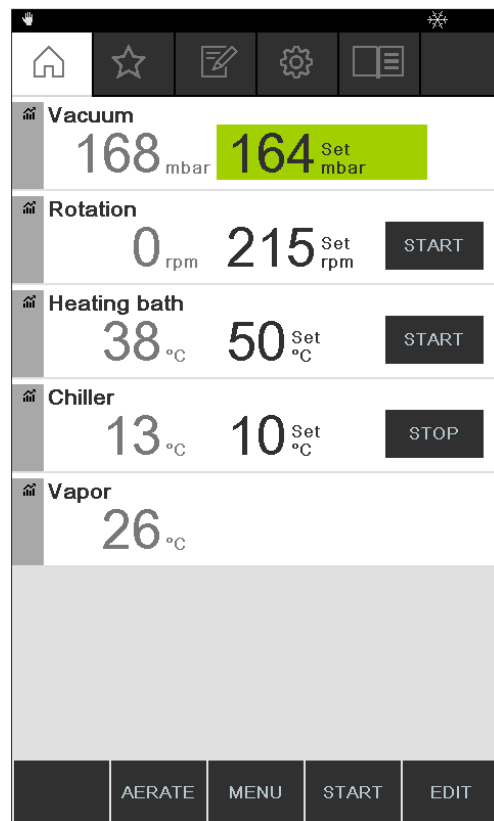 Vacuum
168 mbar 164 Set mbar
Rotation
0 rpm 215 Set rpm START
Heating bath
38 °C 50 Set °C START
Chiller
13 °C 10 Set °C STOP
Vapor
26 °C
AERATE MENU START EDIT